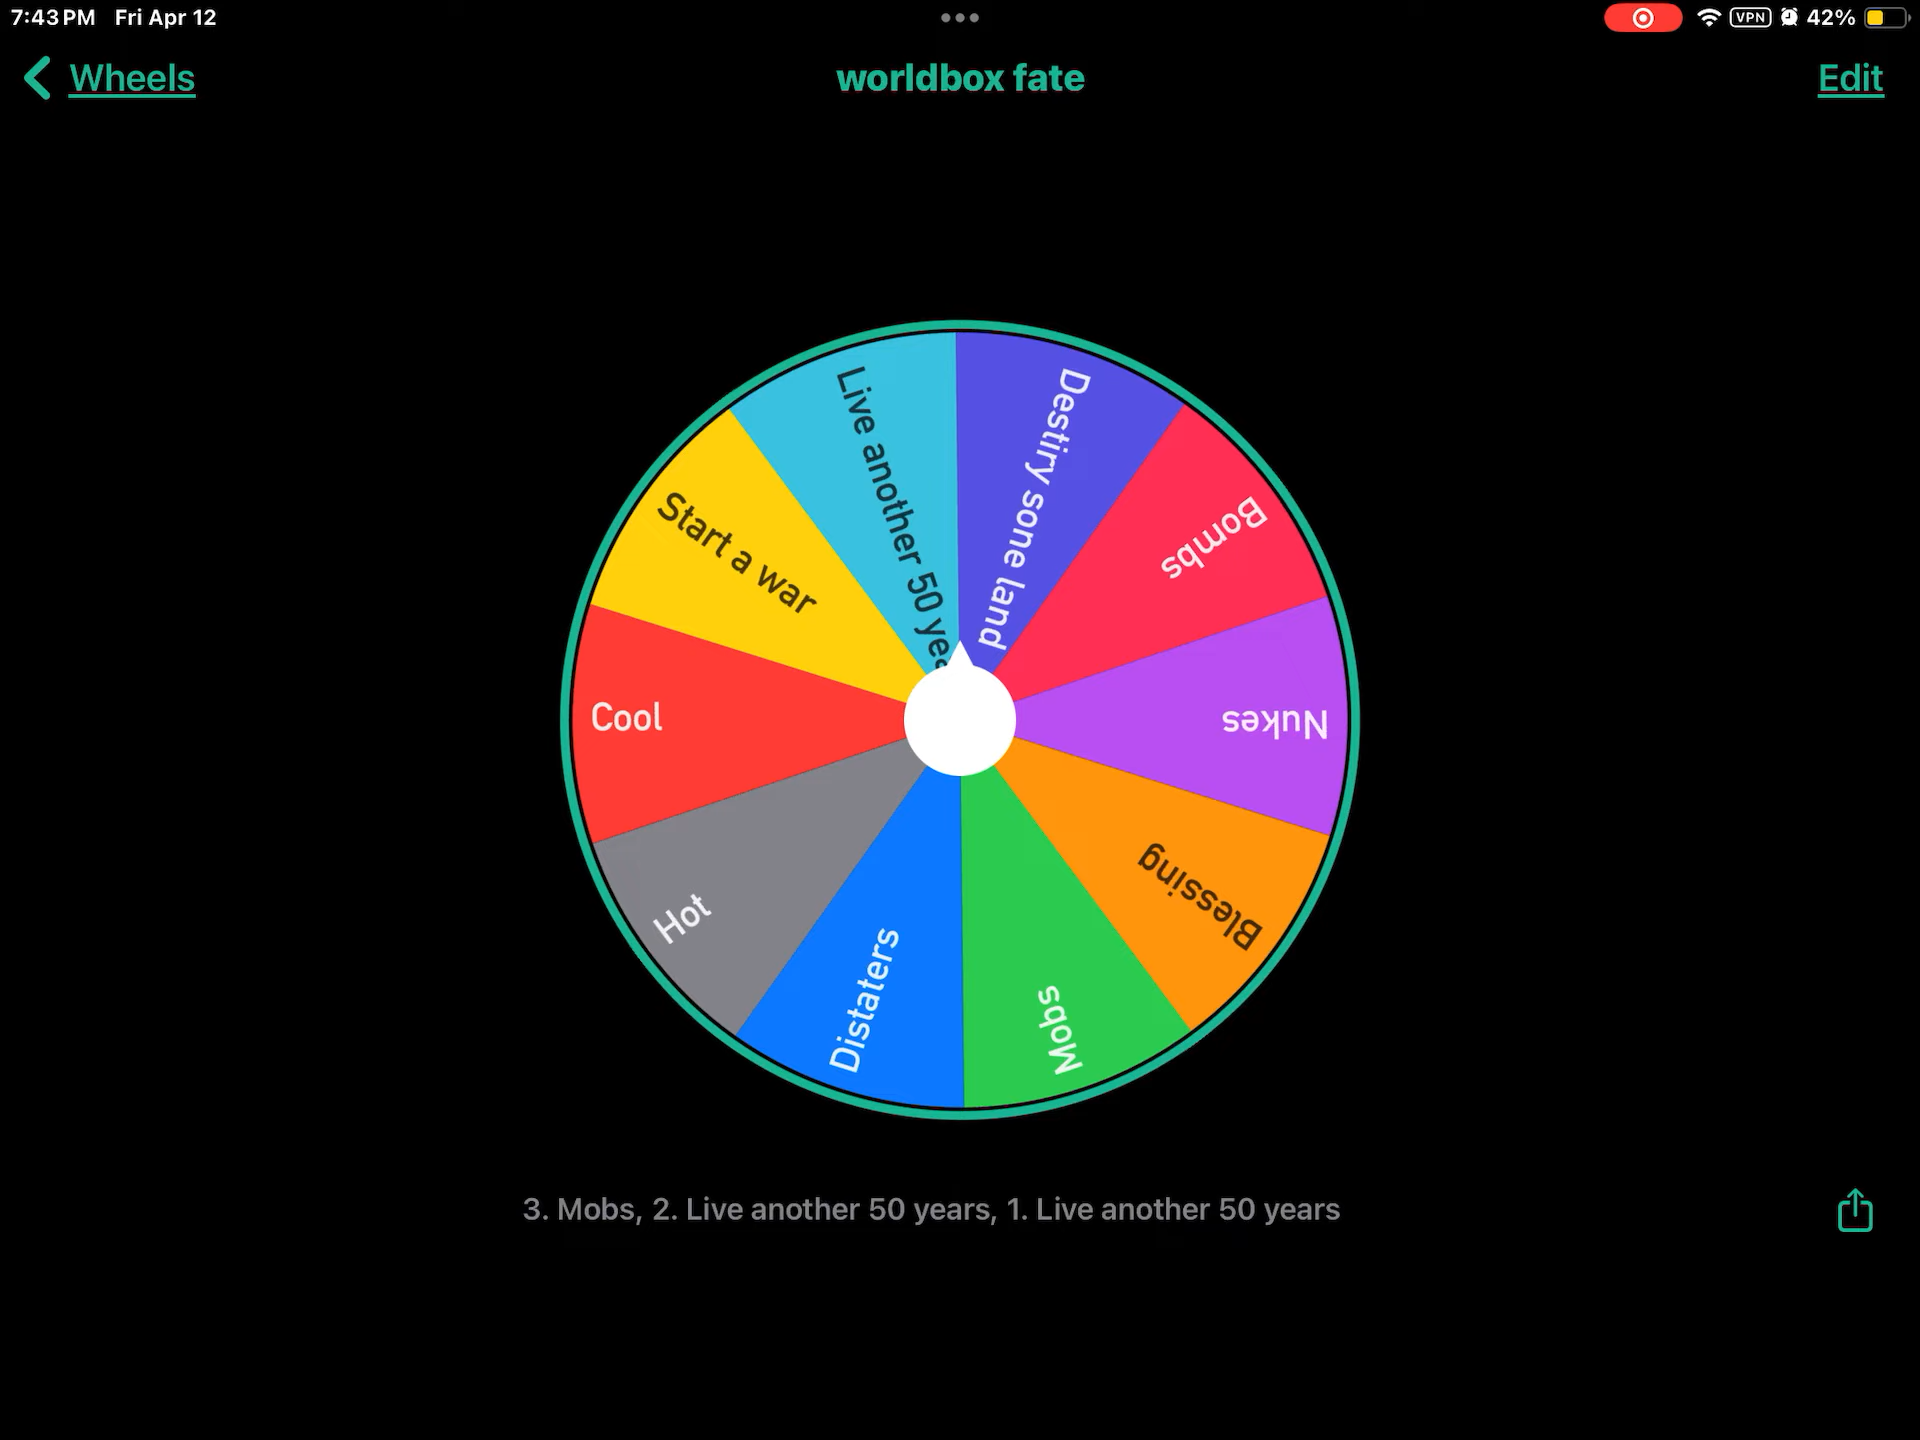 7:43 PM Fri Apr 12
VPN 42%
Wheels
worldbox fate
Edit
Live another 50 yea
Destiry sone land
Bombs
Nukes
Blessing
Mobs
Distaters
Hot
Cool
Start a war
3. Mobs, 2. Live another 50 years, 1. Live another 50 years